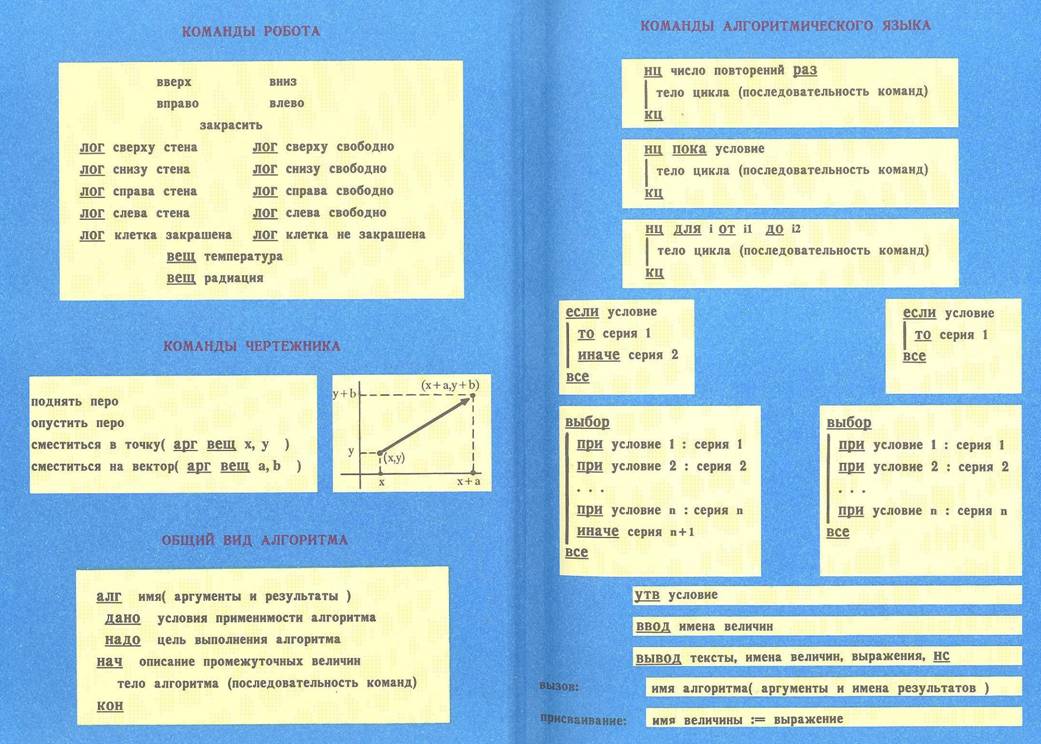 КОМАНДЫ РОБОТА
вверх вниз
вправо влево
закрасить
лог сверху стена лог сверху свободно
лог снизу стена лог снизу свободно
лог справа стена лог справа свободно
лог слева стена лог слева свободно
лог клетка закрашена лог клетка не закрашена
вещ температура
вещ радиация
КОМАНДЫ ЧЕРТЕЖНИКА
поднять перо
опустить перо
сместиться в точку( арг вещ x, y )
сместиться на вектор( арг вещ a, b )
(x+a,y+b)
y+b
y
(x,y)
x x+a
ОБЩИЙ ВИД АЛГОРИТМА
алг имя( аргументы и результаты )
дано условия применимости алгоритма
надо цель выполнения алгоритма
нач описание промежуточных величин
тело алгоритма (последовательность команд)
кон
КОМАНДЫ АЛГОРИТМИЧЕСКОГО ЯЗЫКА
нц число повторений раз
тело цикла (последовательность команд)
кц
нц пока условие
тело цикла (последовательность команд)
кц
нц для i от i1 до i2
тело цикла (последовательность команд)
кц
если условие
то серия 1
иначе серия 2
все
если условие
то серия 1
все
выбор
при условие 1 : серия 1
при условие 2 : серия 2
. . .
при условие n : серия n
иначе серия n+1
все
выбор
при условие 1 : серия 1
при условие 2 : серия 2
. . .
при условие n : серия n
все
утв условие
ввод имена величин
вывод тексты, имена величин, выражения, нс
вызов: имя алгоритма( аргументы и имена результатов )
присваивание: имя величины := выражение